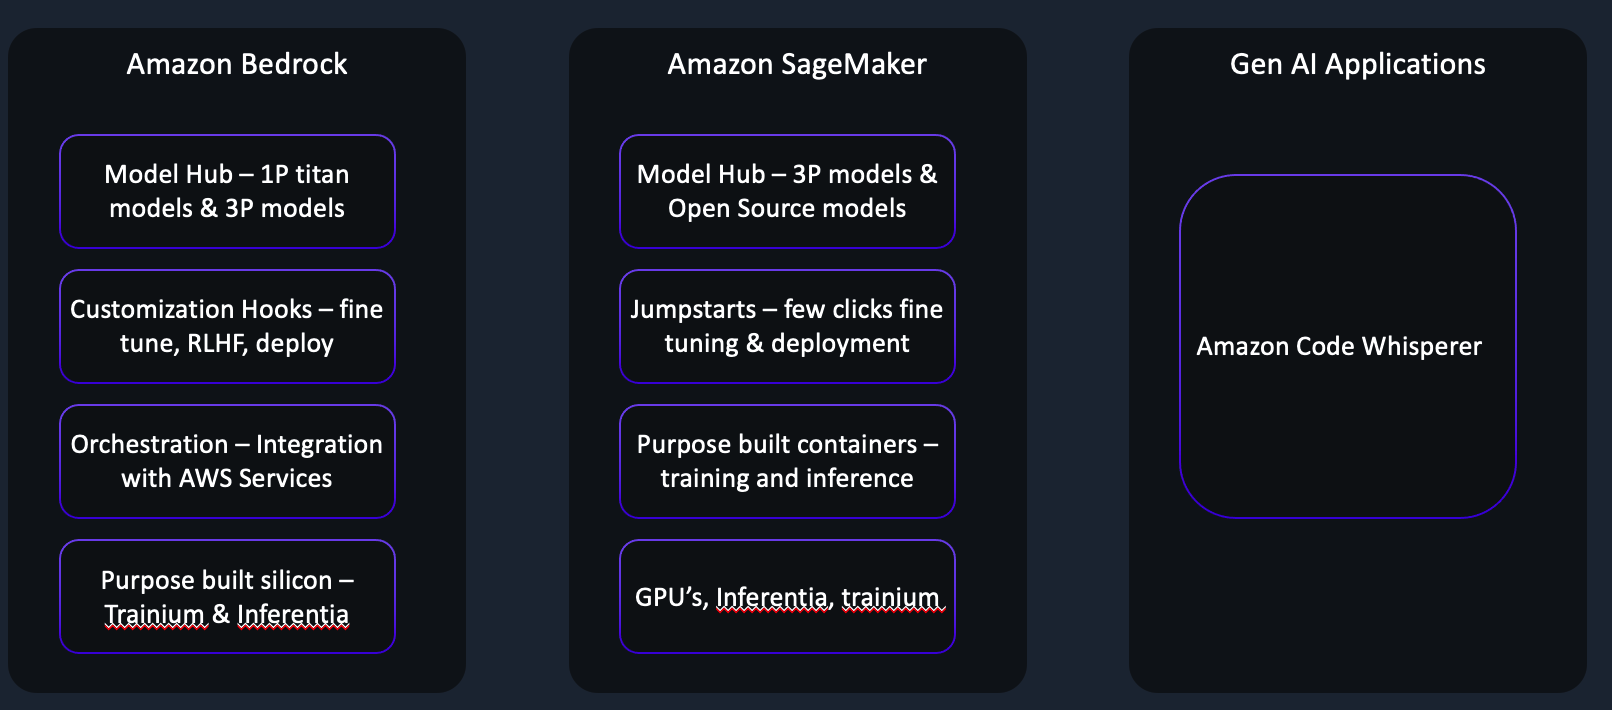 Amazon Bedrock
Model Hub – 1P titan
models & 3P models
Customization Hooks – fine
tune, RLHF, deploy
Orchestration – Integration
with AWS Services
Purpose built silicon –
Trainium & Inferentia
Amazon SageMaker
Model Hub – 3P models &
Open Source models
Jumpstarts – few clicks fine
tuning & deployment
Purpose built containers –
training and inference
GPU’s, Inferentia, trainium
Gen AI Applications
Amazon Code Whisperer